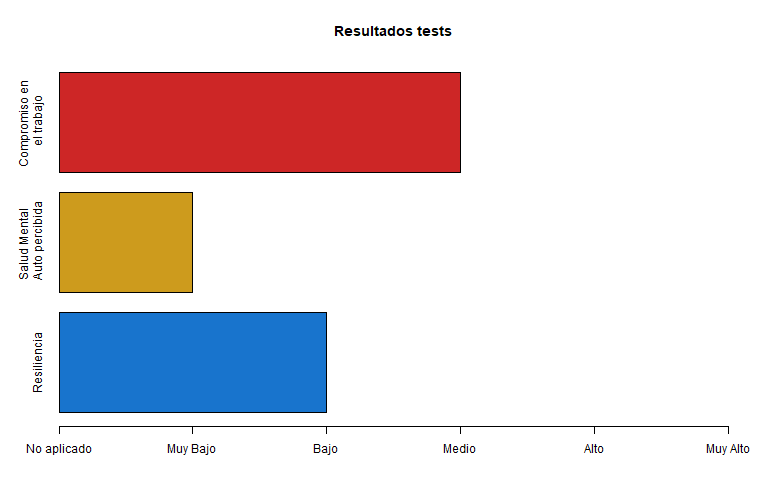 Resultados tests
Compromiso en
el trabajo
Salud Mental
Auto percibida
Resiliencia
No aplicado
Muy Bajo
Bajo
Medio
Alto
Muy Alto